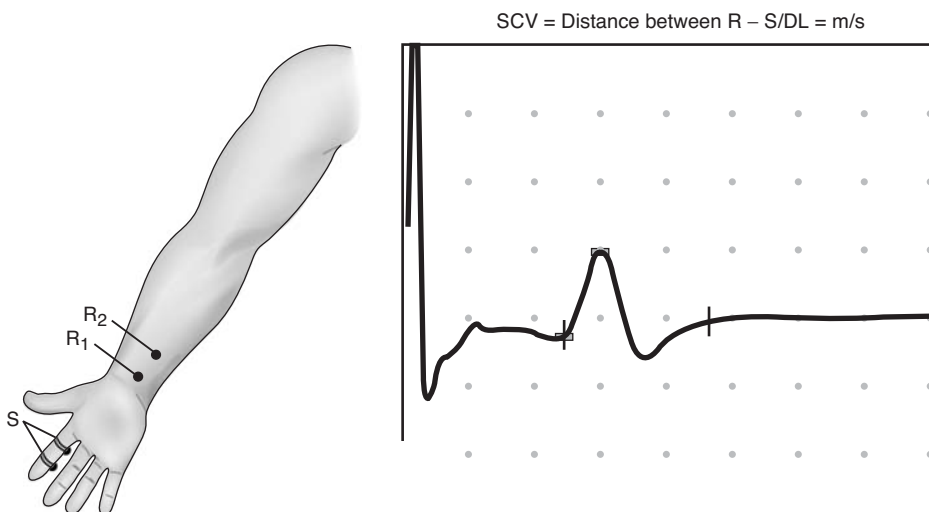 SCV = Distance between R – S/DL = m/s
R2
R1
S